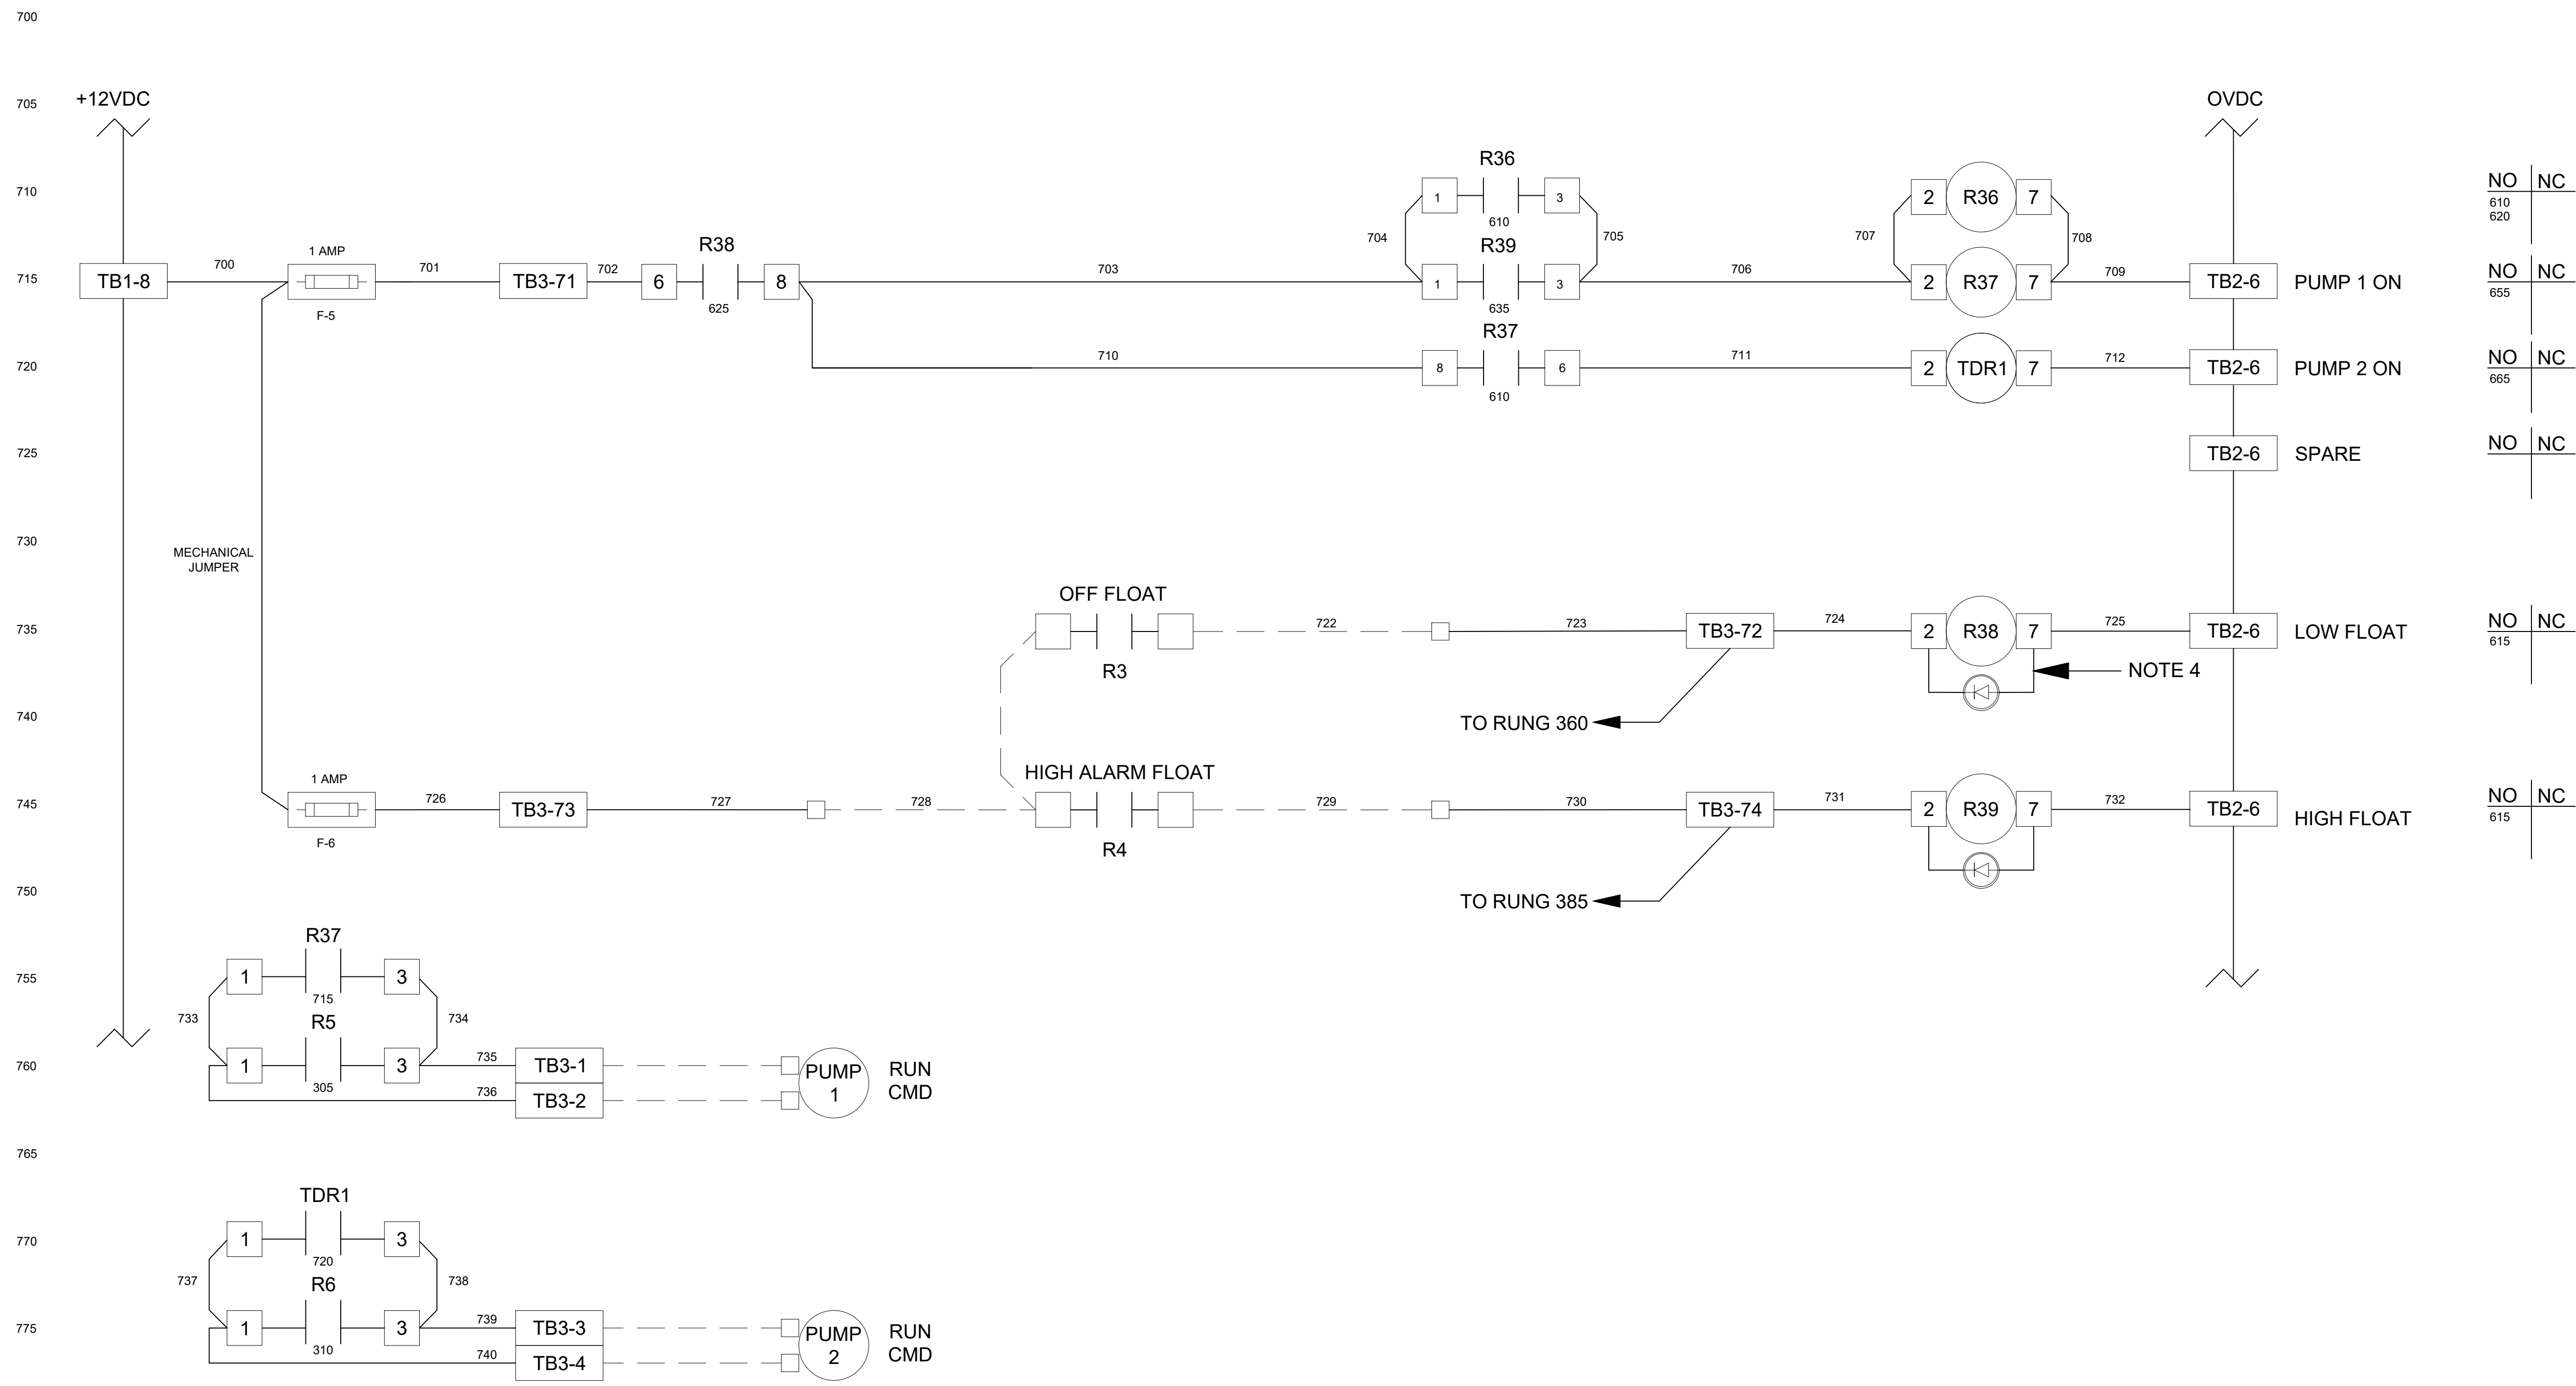 700
705
+12VDC
OVDC
R36
710
1
3
2
R36
7
NO
NC
610
620
610
704
705
707
708
1 AMP
R38
R39
715
TB1-8
700
701
TB3-71
702
6
8
703
1
3
706
2
R37
7
709
TB2-6
PUMP 1 ON
NO
NC
655
F-5
625
635
R37
720
710
8
6
711
2
TDR1
7
712
TB2-6
PUMP 2 ON
NO
NC
665
610
725
TB2-6
SPARE
NO
NC
730
MECHANICAL
JUMPER
OFF FLOAT
735
722
723
TB3-72
724
2
R38
7
725
TB2-6
LOW FLOAT
NO
NC
615
R3
NOTE 4
740
TO RUNG 360
1 AMP
HIGH ALARM FLOAT
745
726
TB3-73
727
728
729
730
TB3-74
731
2
R39
7
732
TB2-6
HIGH FLOAT
NO
NC
615
F-6
R4
750
TO RUNG 385
R37
755
1
3
715
733
734
R5
760
1
3
735
TB3-1
305
736
TB3-2
PUMP
1
RUN
CMD
765
TDR1
770
1
3
720
737
738
R6
775
1
3
739
TB3-3
310
740
TB3-4
PUMP
2
RUN
CMD